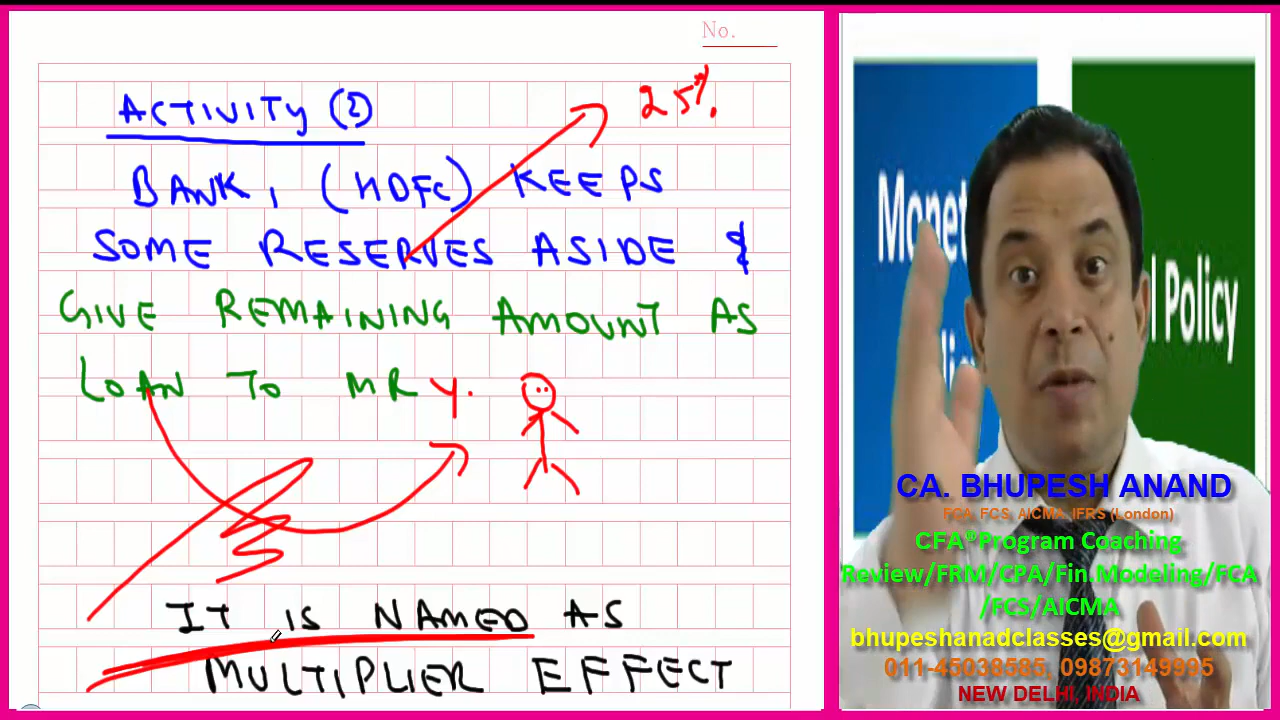 No.
ACTIVITY (2)
25%
BANK, (HDFC) KEEPS
SOME RESERVES ASIDE &
GIVE REMAINING AMOUNT AS
LOAN TO MR Y.
IT IS NAMED AS
MULTIPLIER EFFECT
Monet
l Policy
CA. BHUPESH ANAND
FCA, FCS, AICMA, IFRS (London)
CFA®Program Coaching
Review/FRM/CPA/Fin.Modeling/FCA
/FCS/AICMA
bhupeshanadclasses@gmail.com
011-45038585, 09873149995
NEW DELHI, INDIA